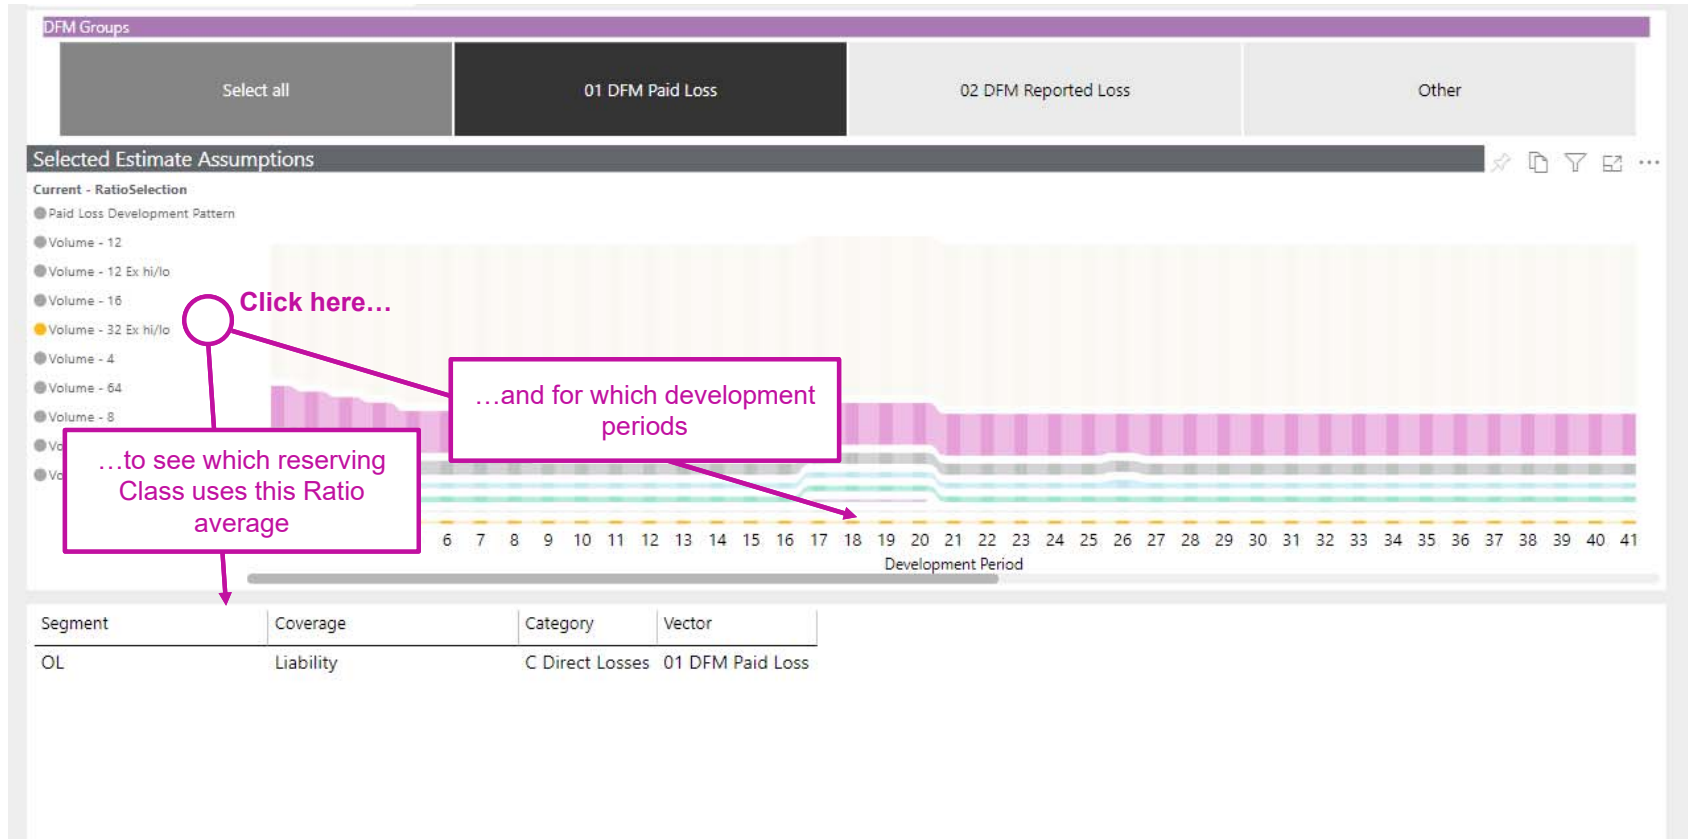 DFM Groups
Select all
01 DFM Paid Loss
02 DFM Reported Loss
Other
Selected Estimate Assumptions
Current - RatioSelection
Paid Loss Development Pattern
Volume - 12
Volume - 12 Ex hi/lo
Volume - 16
Volume - 32 Ex hi/lo
Volume - 4
Volume - 64
Volume - 8
Click here…
…and for which development
periods
…to see which reserving
Class uses this Ratio
average
6 7 8 9 10 11 12 13 14 15 16 17 18 19 20 21 22 23 24 25 26 27 28 29 30 31 32 33 34 35 36 37 38 39 40 41
Development Period
Segment Coverage Category Vector
OL Liability C Direct Losses 01 DFM Paid Loss